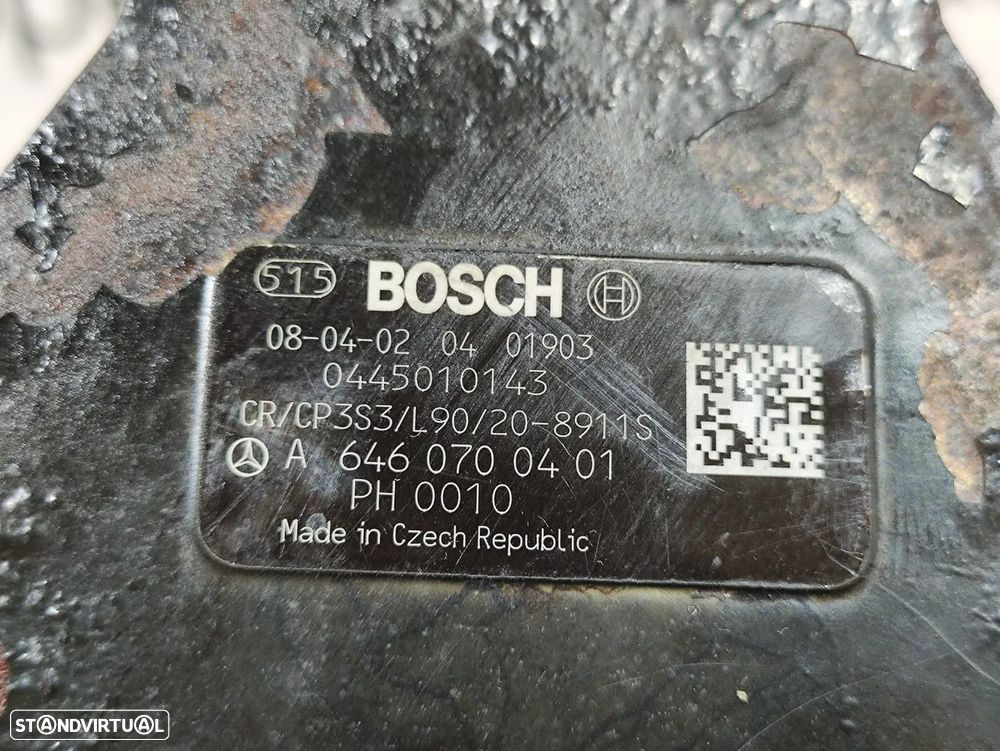 515 BOSCH
08-04-02 04 01903
0445010143
CR/CP3S3/L90/20-8911S
A 646 070 04 01
PH 0010
Made in Czech Republic
STANDVIRTUAL